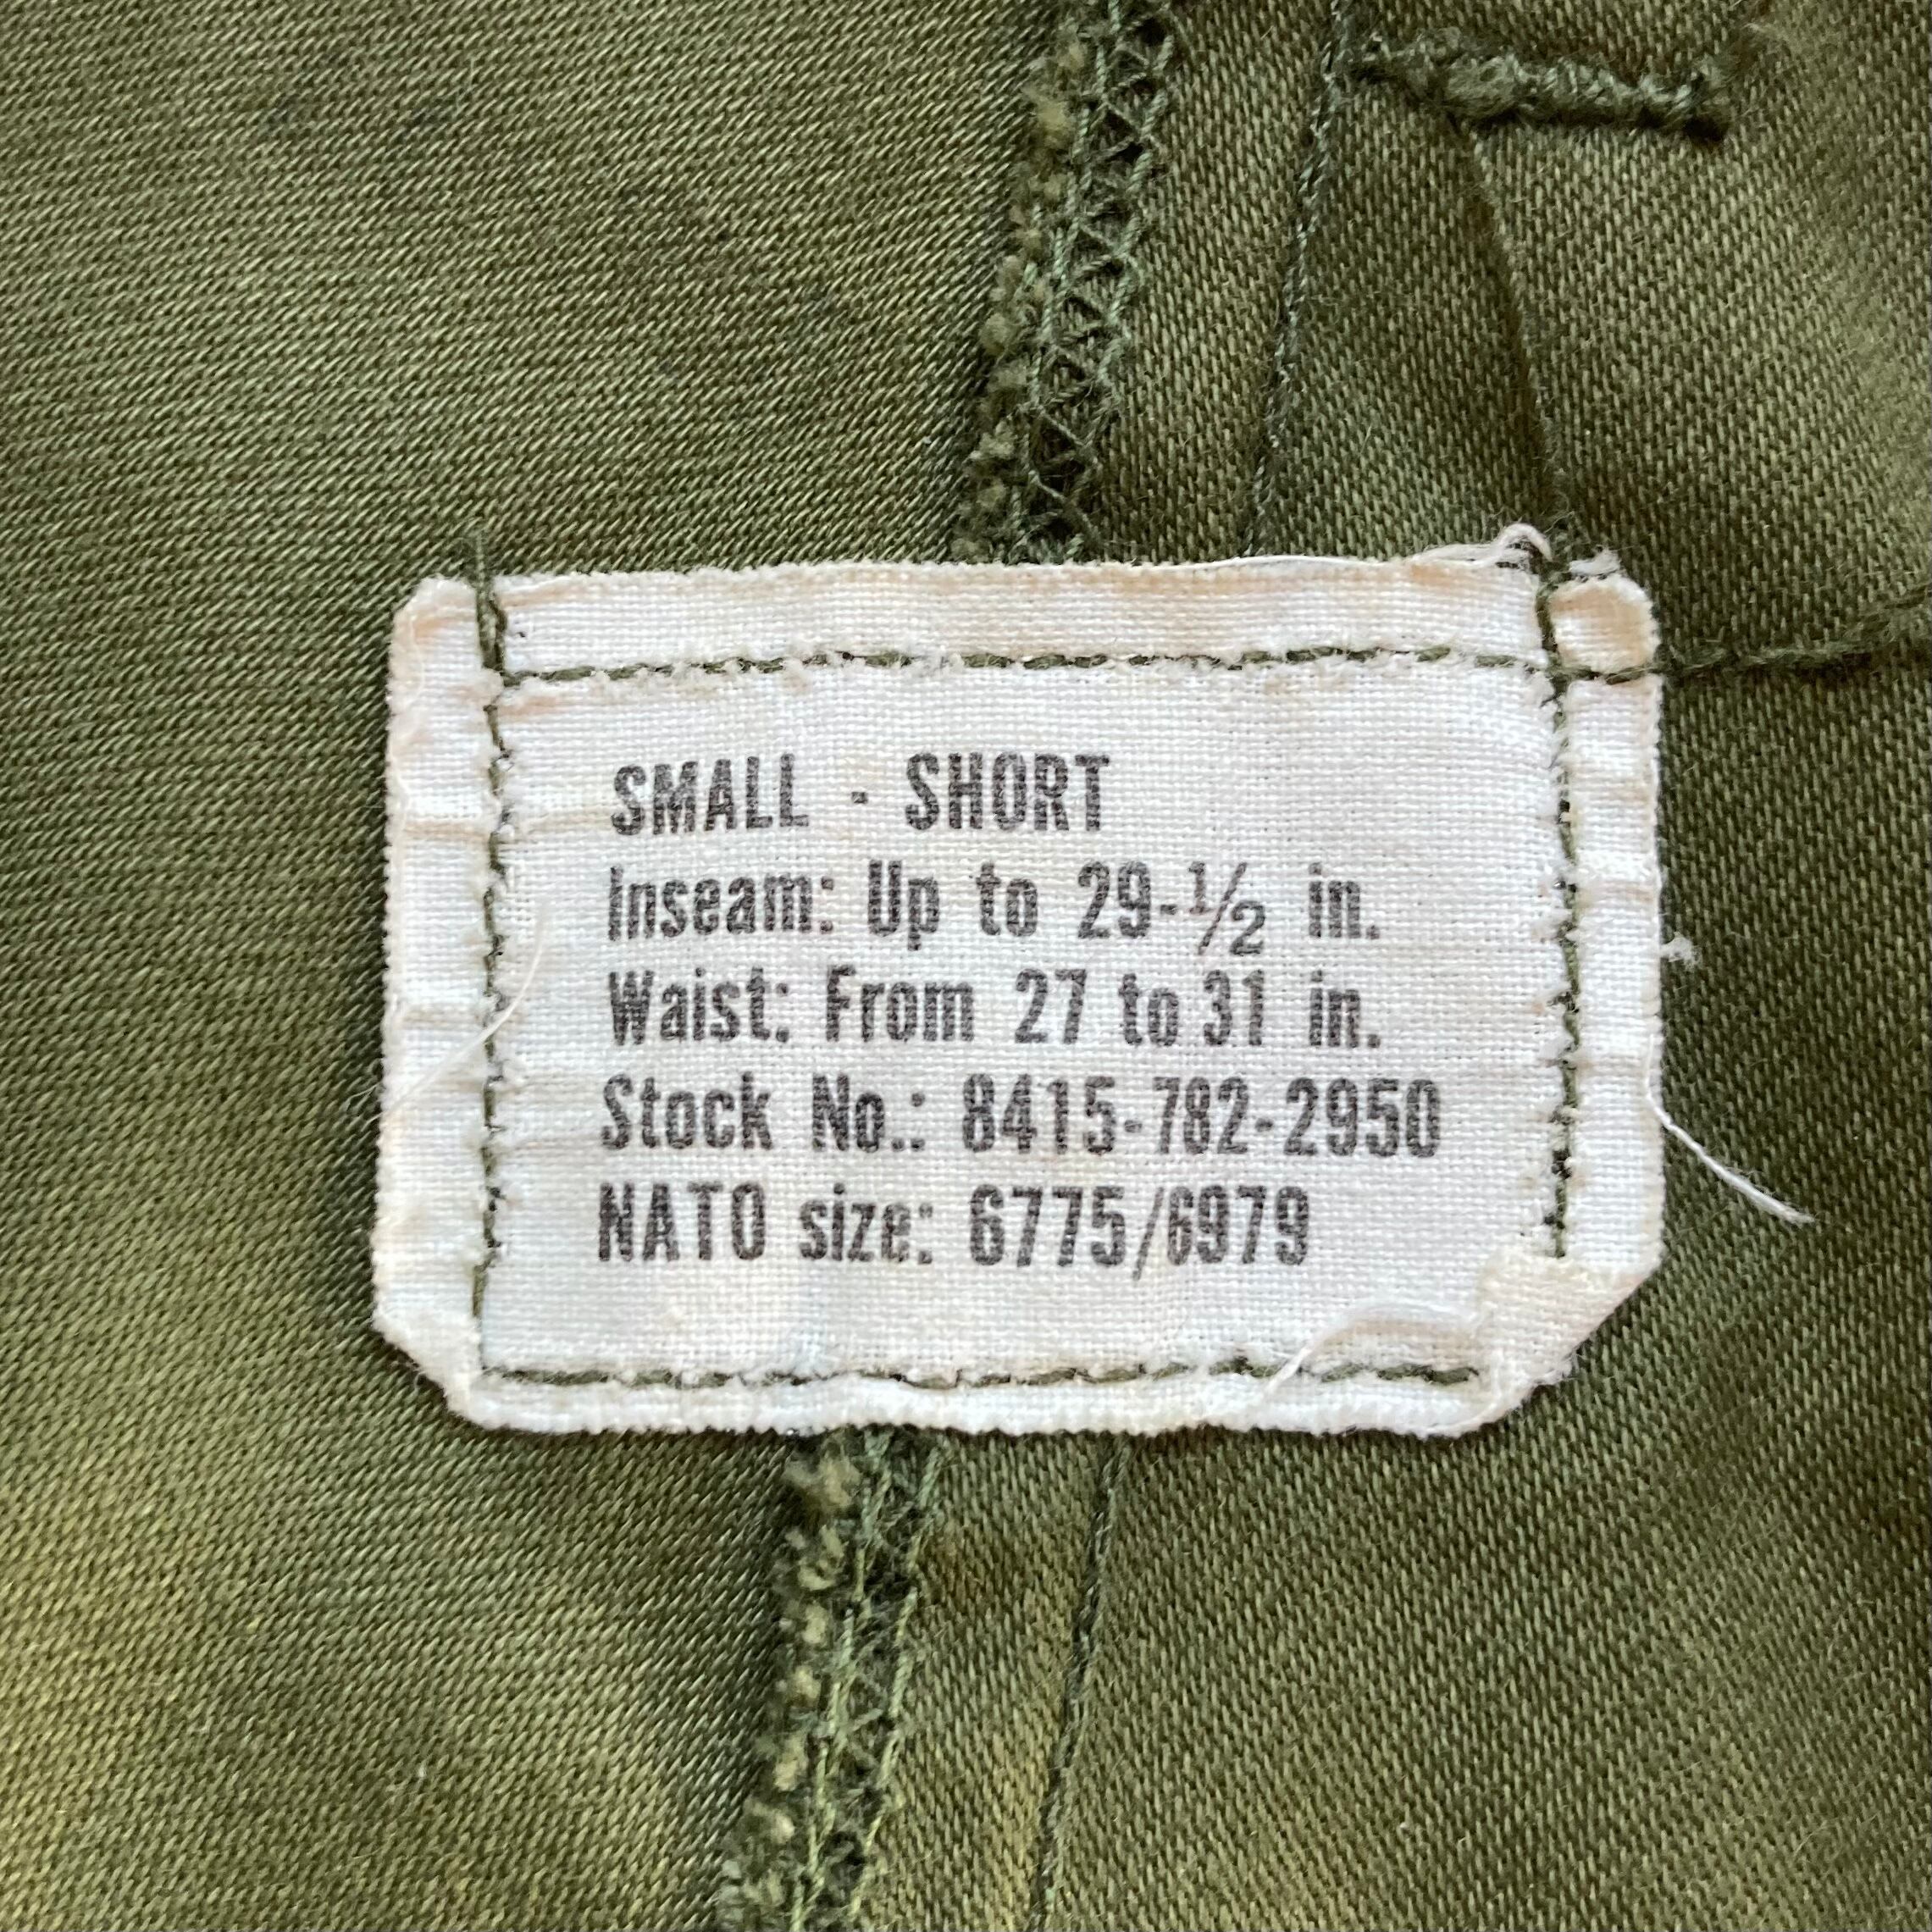 SMALL - SHORT
Inseam: Up to 29-1/2 in.
Waist: From 27 to 31 in.
Stock No.: 8415-782-2950
NATO size: 6775/6979